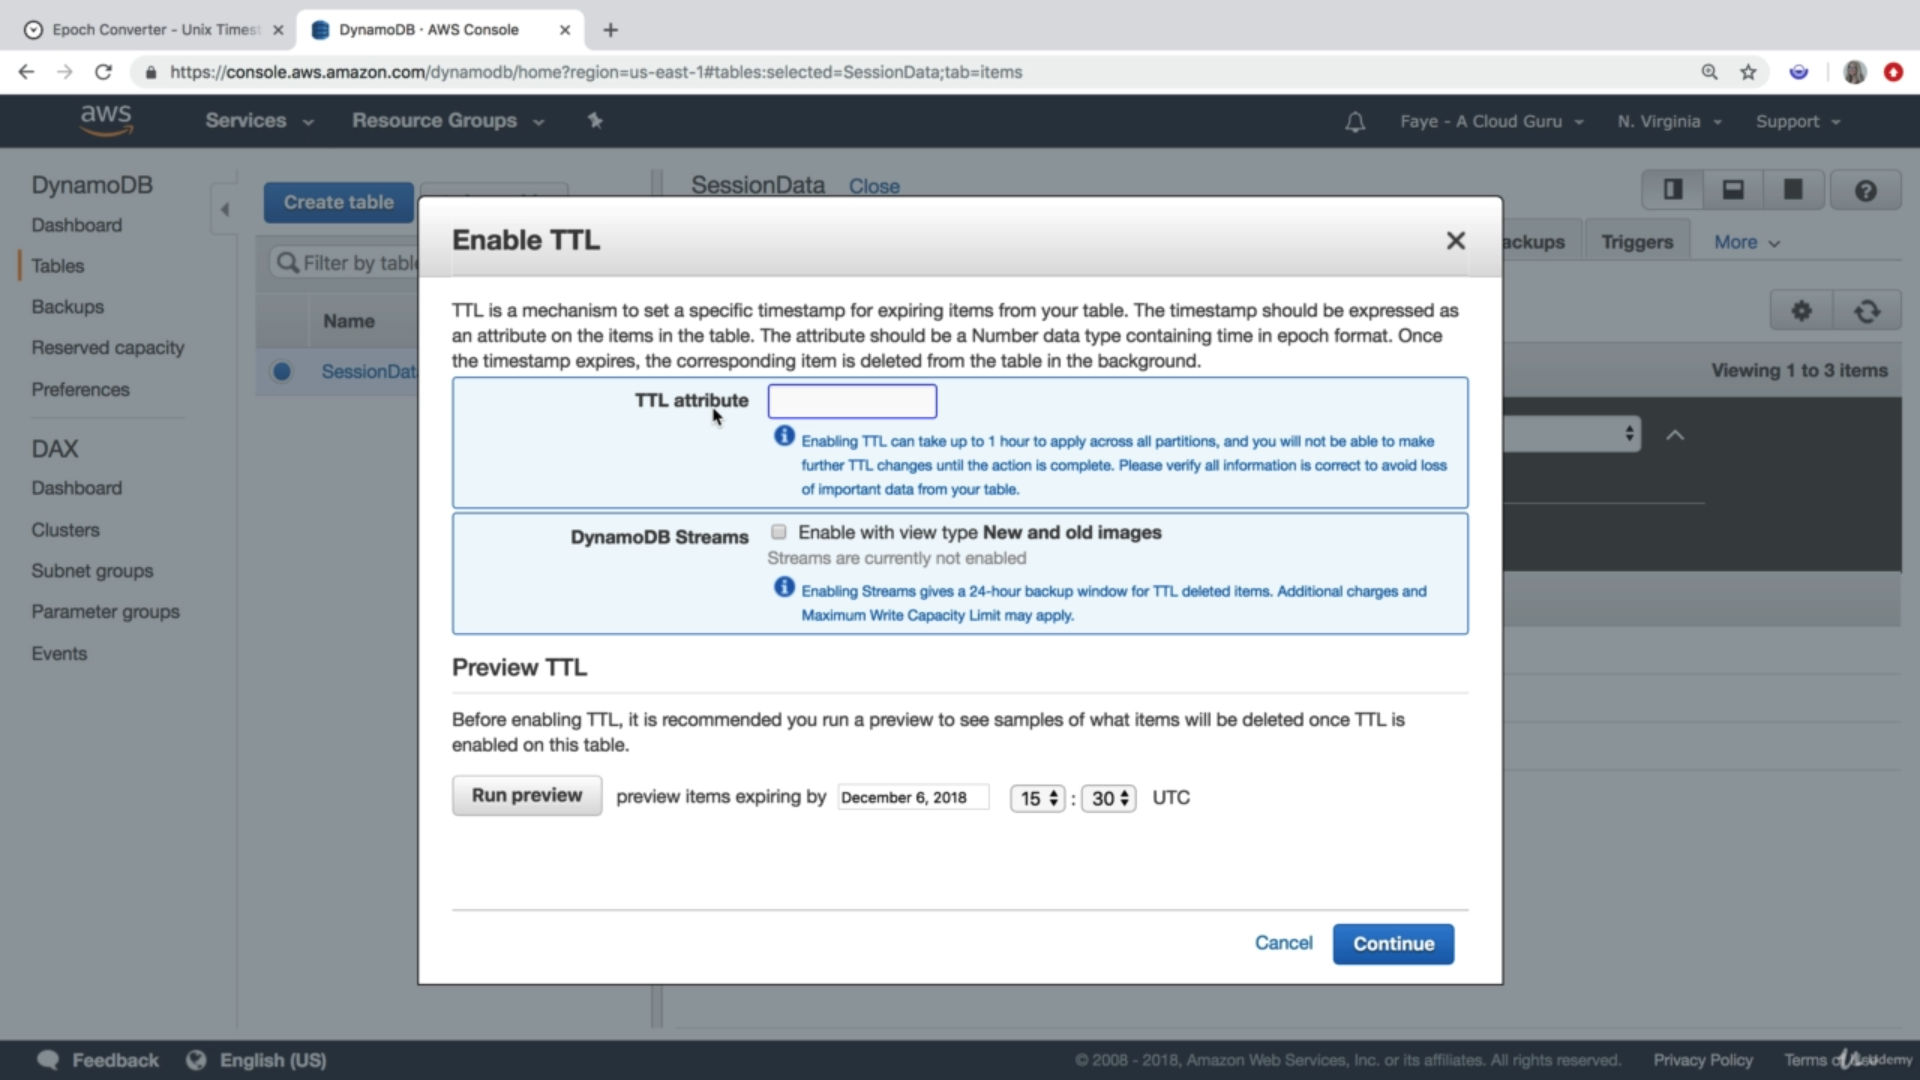 Epoch Converter - Unix Timest
DynamoDB · AWS Console
https://console.aws.amazon.com/dynamodb/home?region=us-east-1#tables:selected=SessionData;tab=items
aws
Services
Resource Groups
Faye - A Cloud Guru
N. Virginia
Support
DynamoDB
Dashboard
Tables
Backups
Reserved capacity
Preferences
DAX
Dashboard
Clusters
Subnet groups
Parameter groups
Events
Create table
Filter by table
Name
SessionDat
SessionData
Close
ackups
Triggers
More
Viewing 1 to 3 items
Enable TTL
TTL is a mechanism to set a specific timestamp for expiring items from your table. The timestamp should be expressed as
an attribute on the items in the table. The attribute should be a Number data type containing time in epoch format. Once
the timestamp expires, the corresponding item is deleted from the table in the background.
TTL attribute
Enabling TTL can take up to 1 hour to apply across all partitions, and you will not be able to make
further TTL changes until the action is complete. Please verify all information is correct to avoid loss
of important data from your table.
DynamoDB Streams
Enable with view type New and old images
Streams are currently not enabled
Enabling Streams gives a 24-hour backup window for TTL deleted items. Additional charges and
Maximum Write Capacity Limit may apply.
Preview TTL
Before enabling TTL, it is recommended you run a preview to see samples of what items will be deleted once TTL is
enabled on this table.
Run preview
preview items expiring by
December 6, 2018
15 : 30 UTC
Cancel
Continue
Feedback
English (US)
© 2008 - 2018, Amazon Web Services, Inc. or its affiliates. All rights reserved.
Privacy Policy
Terms of